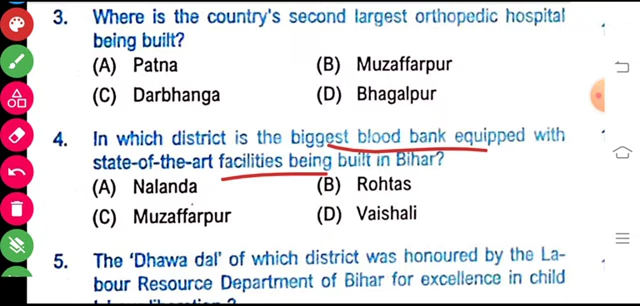 3. Where is the country's second largest orthopedic hospital
being built?
(A) Patna (B) Muzaffarpur
(C) Darbhanga (D) Bhagalpur
4. In which district is the biggest blood bank equipped with
state-of-the-art facilities being built in Bihar?
(A) Nalanda (B) Rohtas
(C) Muzaffarpur (D) Vaishali
5. The 'Dhawa dal' of which district was honoured by the La-
bour Resource Department of Bihar for excellence in child